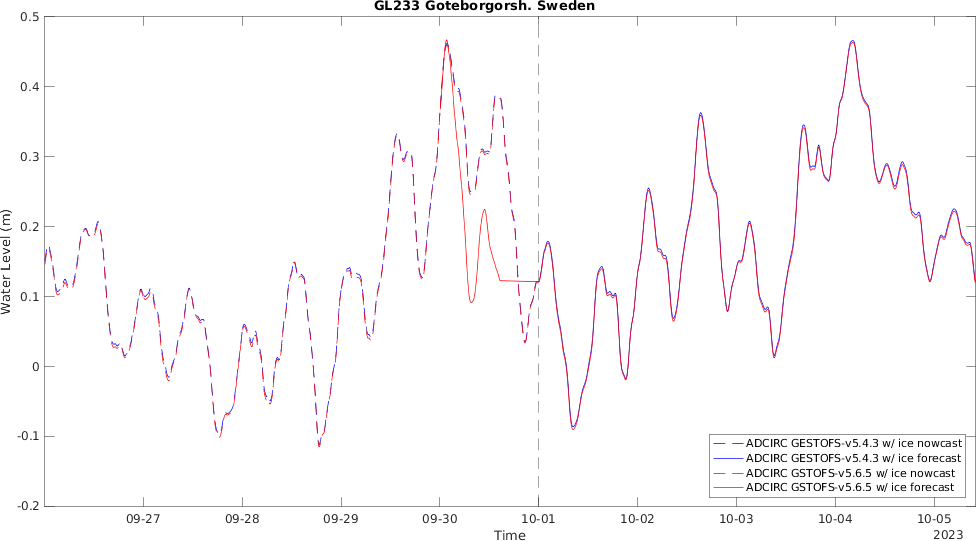 GL233 Goteborgorsh. Sweden
0.5
0.4
0.3
0.2
0.1
0
-0.1
-0.2
Water Level (m)
ADCIRC GESTOFS-v5.4.3 w/ ice nowcast
ADCIRC GESTOFS-v5.4.3 w/ ice forecast
ADCIRC GSTOFS-v5.6.5 w/ ice nowcast
ADCIRC GSTOFS-v5.6.5 w/ ice forecast
09-27 09-28 09-29 09-30 10-01 10-02 10-03 10-04 10-05
Time
2023